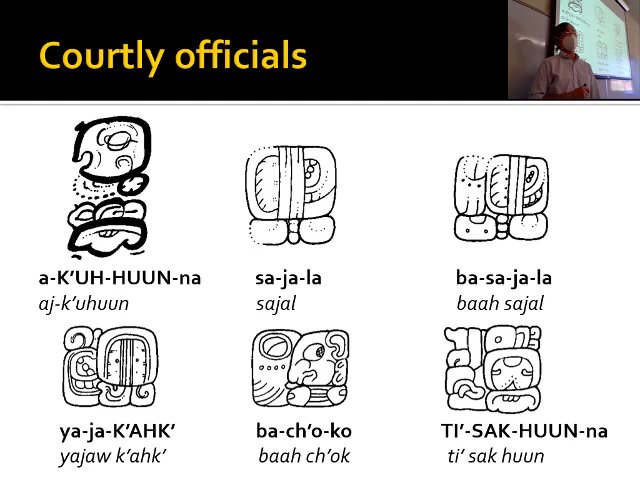 Courtly officials
a-K’UH-HUUN-na
aj-k’uhuun
sa-ja-la
sajal
ba-sa-ja-la
baah sajal
ya-ja-K’AHK’
yajaw k’ahk’
ba-ch’o-ko
baah ch’ok
TI’-SAK-HUUN-na
ti’ sak huun